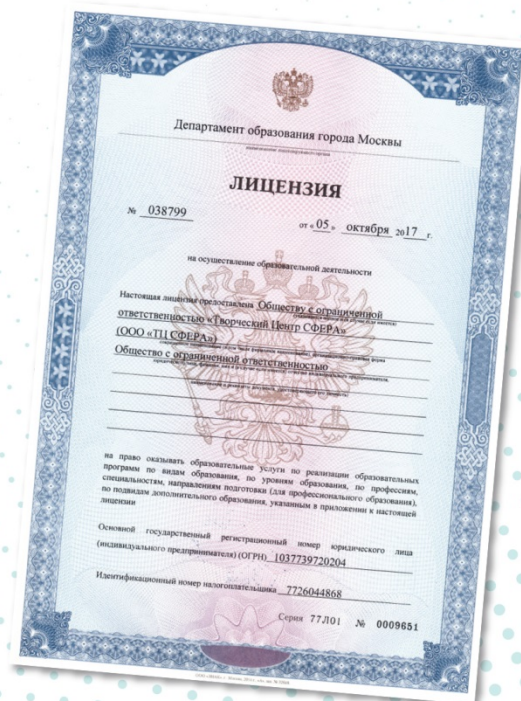 Департамент образования города Москвы
ЛИЦЕНЗИЯ
№ 038799
от « 05 » октября 2017 г.
на осуществление образовательной деятельности
Настоящая лицензия предоставлена Обществу с ограниченной
ответственностью «Творческий Центр СФЕРА»
(ООО «ТЦ СФЕРА»)
Общество с ограниченной ответственностью
на право оказывать образовательные услуги по реализации образовательных
программ по видам образования, по уровням образования, по профессиям,
специальностям, направлениям подготовки (для профессионального образования),
по подвидам дополнительного образования, указанным в приложении к настоящей
лицензии
Основной государственный регистрационный номер юридического лица
(индивидуального предпринимателя) (ОГРН) 1037739720204
Идентификационный номер налогоплательщика 7726044868
Серия 77Л01 № 0009651